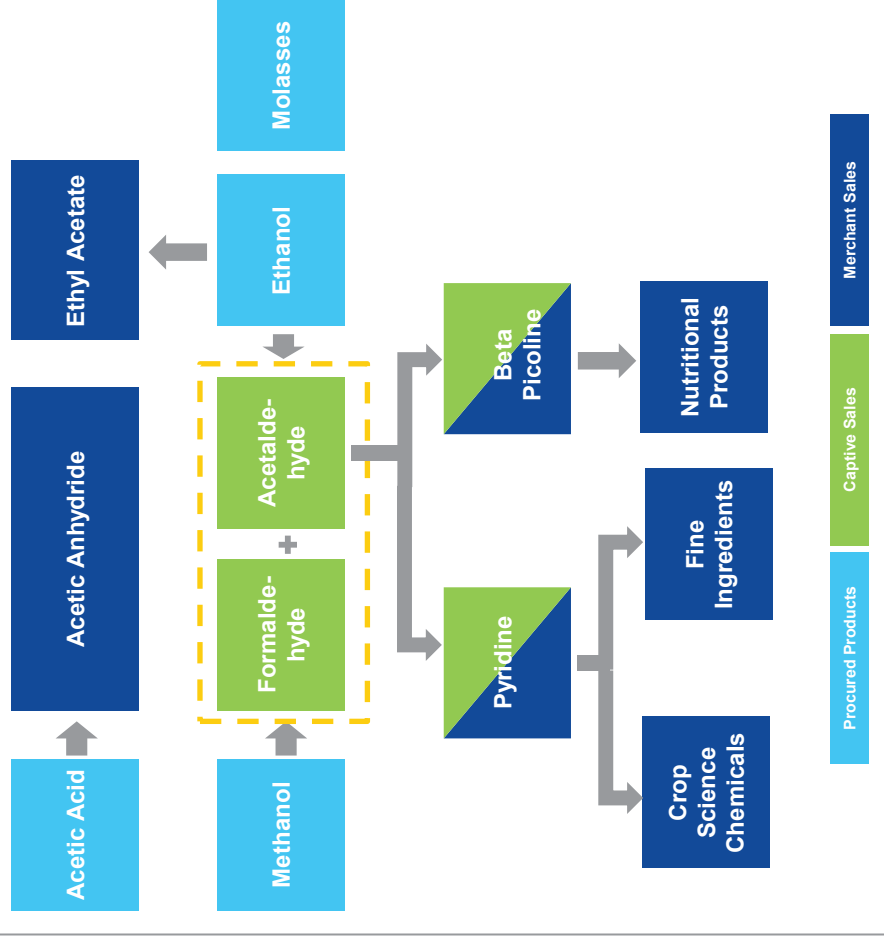 Acetic Acid
Acetic Anhydride
Ethyl Acetate
Methanol
Formalde-
hyde
+
Acetalde-
hyde
Ethanol
Molasses
Pyridine
Beta
Picoline
Crop
Science
Chemicals
Fine
Ingredients
Nutritional
Products
Procured Products
Captive Sales
Merchant Sales